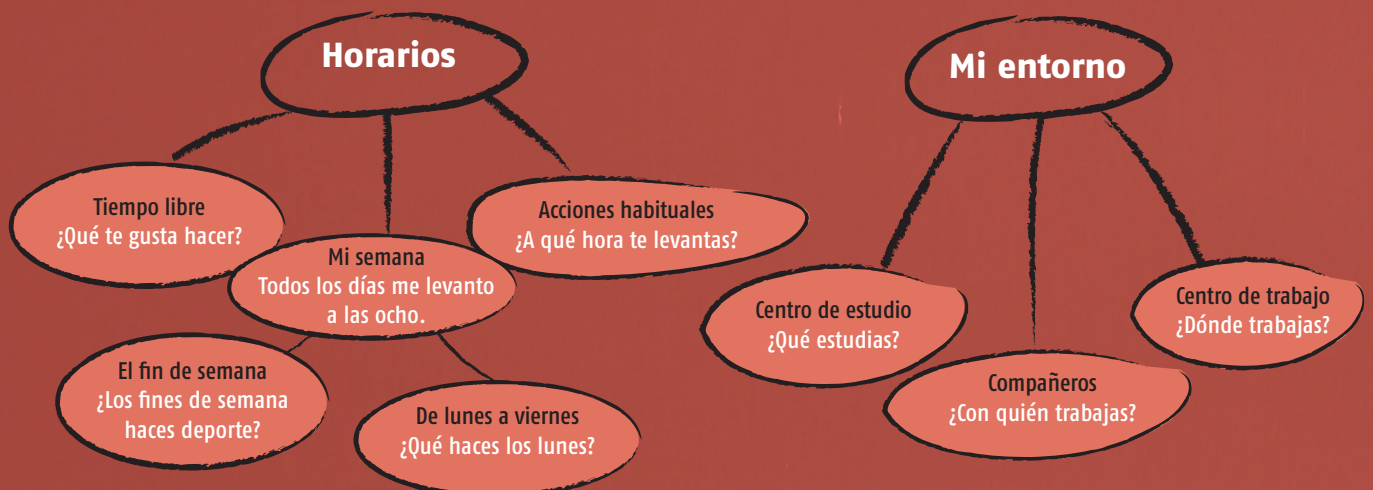 Horarios
Tiempo libre
¿Qué te gusta hacer?
Mi semana
Todos los días me levanto
a las ocho.
Acciones habituales
¿A qué hora te levantas?
El fin de semana
¿Los fines de semana
haces deporte?
De lunes a viernes
¿Qué haces los lunes?
Mi entorno
Centro de estudio
¿Qué estudias?
Compañeros
¿Con quién trabajas?
Centro de trabajo
¿Dónde trabajas?